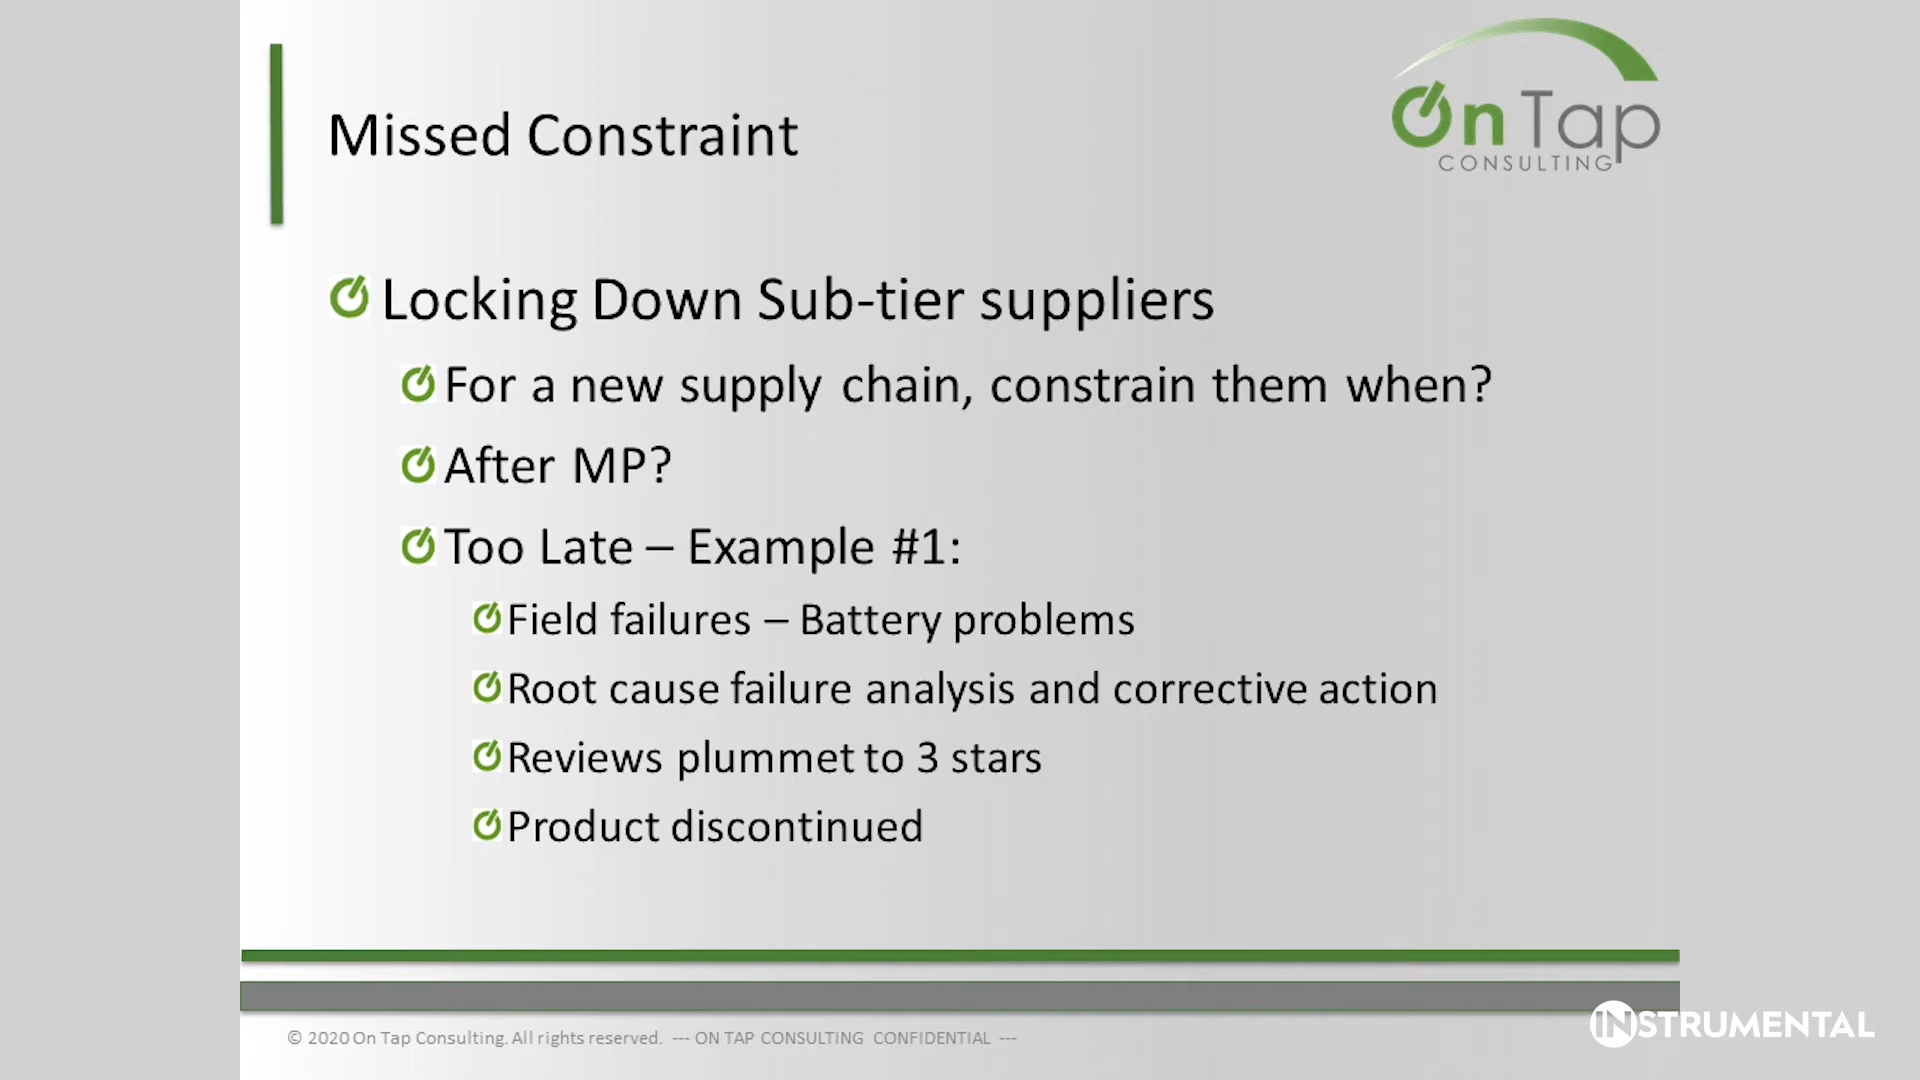 On Tap
CONSULTING
Missed Constraint
Locking Down Sub-tier suppliers
For a new supply chain, constrain them when?
After MP?
Too Late – Example #1:
Field failures – Battery problems
Root cause failure analysis and corrective action
Reviews plummet to 3 stars
Product discontinued
© 2020 On Tap Consulting. All rights reserved. --- ON TAP CONSULTING CONFIDENTIAL ---
INSTRUMENTAL